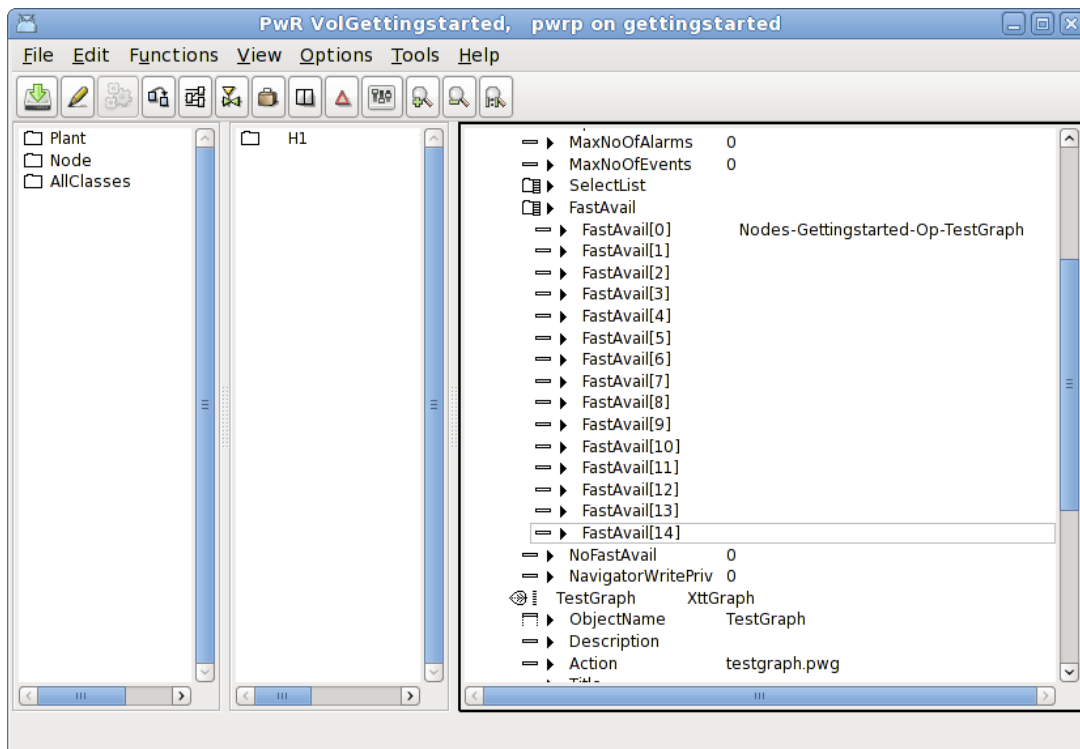 PwR VolGettingstarted, pwrp on gettingstarted
File Edit Functions View Options Tools Help
Plant
Node
AllClasses
H1
MaxNoOfAlarms 0
MaxNoOfEvents 0
SelectList
FastAvail
FastAvail[0] Nodes-Gettingstarted-Op-TestGraph
FastAvail[1]
FastAvail[2]
FastAvail[3]
FastAvail[4]
FastAvail[5]
FastAvail[6]
FastAvail[7]
FastAvail[8]
FastAvail[9]
FastAvail[10]
FastAvail[11]
FastAvail[12]
FastAvail[13]
FastAvail[14]
NoFastAvail 0
NavigatorWritePriv 0
TestGraph XttGraph
ObjectName TestGraph
Description
Action testgraph.pwg
Title